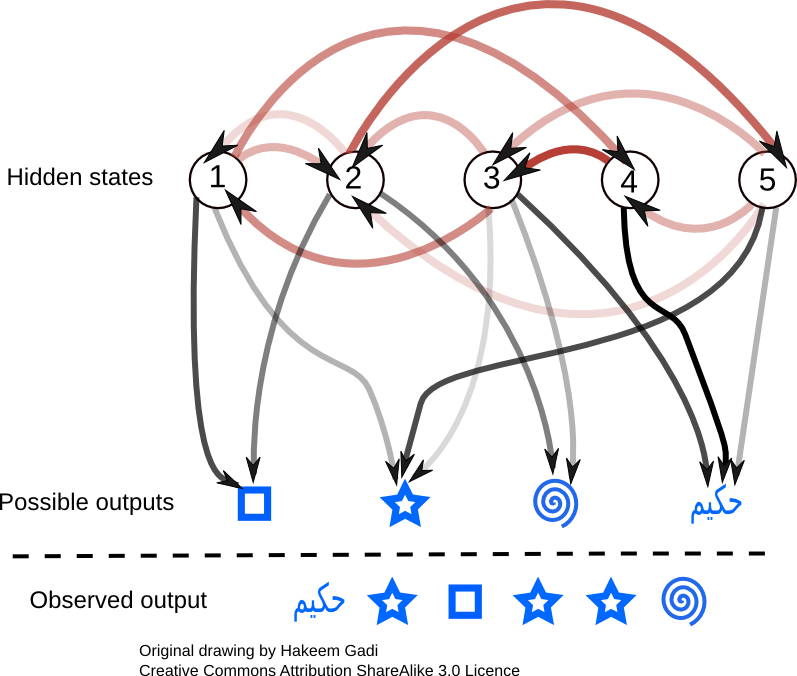 Hidden states
1 2 3 4 5
Possible outputs
حكيم
Observed output
حكيم
Original drawing by Hakeem Gadi
Creative Commons Attribution ShareAlike 3.0 Licence